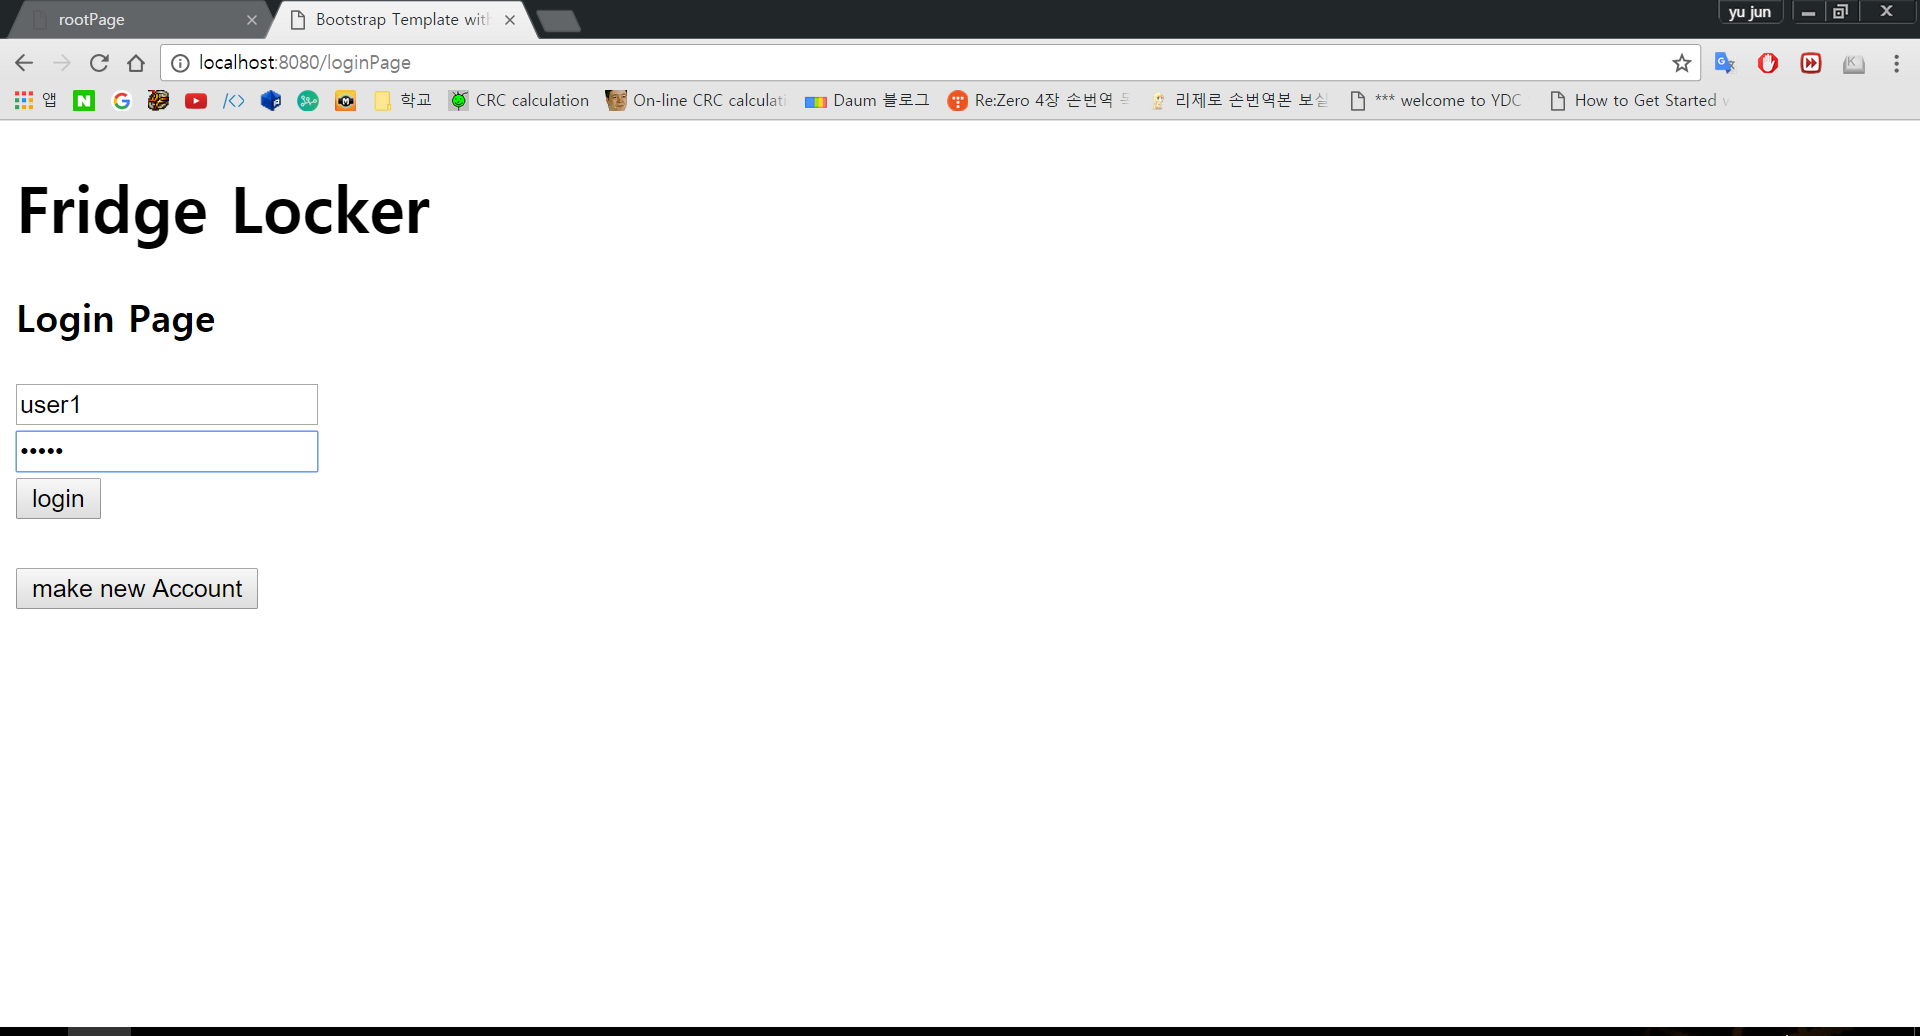 rootPage
Bootstrap Template with
yu jun
localhost:8080/loginPage
앱
학교
CRC calculation
On-line CRC calculati
Daum 블로그
Re:Zero 4장 손번역
리제로 손번역본 보실
*** welcome to YDC
How to Get Started
Fridge Locker
Login Page
user1
•••••
login
make new Account